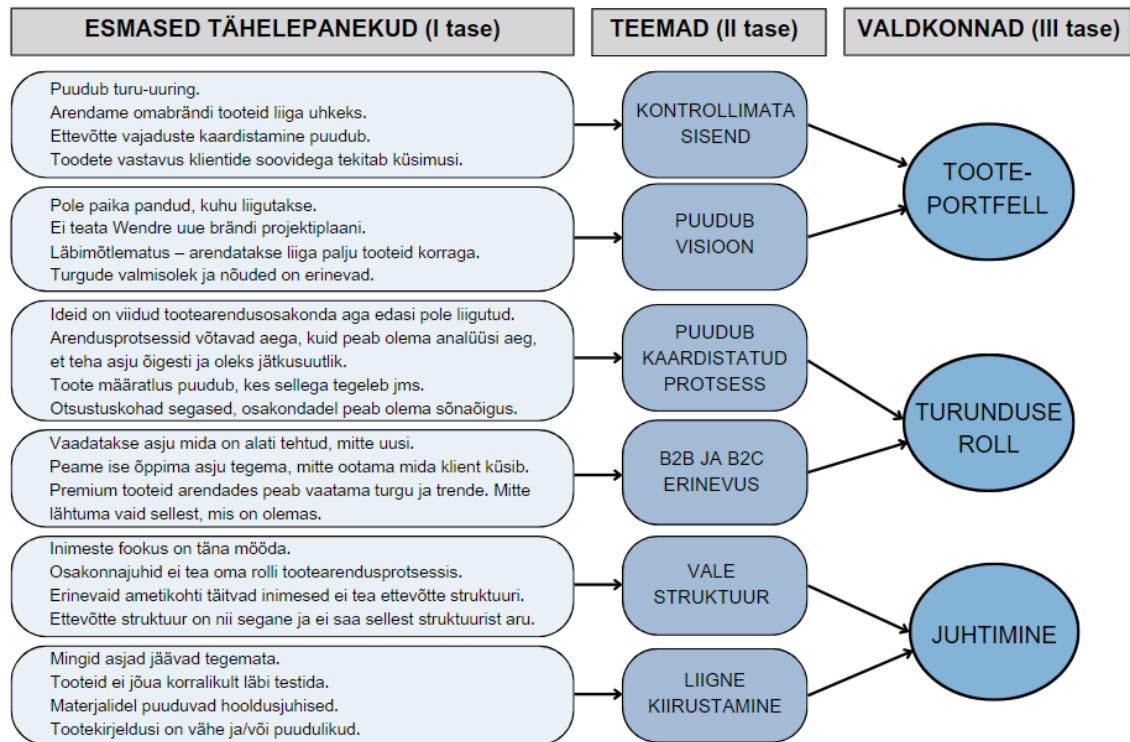 ESMASED TÄHELEPANEKUD (I tase)
TEEMAD (II tase)
VALDKONNAD (III tase)
Puudub turu-uuring.
Arendame omabrändi tooteid liiga uhkeks.
Ettevõtte vajaduste kaardistamine puudub.
Toodete vastavus klientide soovidega tekitab küsimusi.
KONTROLLIMATA
SISEND
Pole paika pandud, kuhu liigutakse.
Ei teata Wendre uue brändi projektiplaani.
Läbimõtlematus – arendatakse liiga palju tooteid korraga.
Turgude valmisolek ja nõuded on erinevad.
PUUDUB
VISIOON
TOOTE-
PORTFELL
Ideid on viidud tootearendusosakonda aga edasi pole liigutud.
Arendusprotsessid võtavad aega, kuid peab olema analüüsi aeg,
et teha asju õigesti ja oleks jätkusuutlik.
Toote määratlus puudub, kes sellega tegeleb jms.
Otsustuskohad segased, osakondadel peab olema sõnaõigus.
PUUDUB
KAARDISTATUD
PROTSESS
Vaadatakse asju mida on alati tehtud, mitte uusi.
Peame ise õppima asju tegema, mitte ootama mida klient küsib.
Premium tooteid arendades peab vaatama turgu ja trende. Mitte
lähtuma vaid sellest, mis on olemas.
B2B JA B2C
ERINEVUS
TURUNDUSE
ROLL
Inimeste fookus on täna mööda.
Osakonnajuhid ei tea oma rolli tootearendusprotsessis.
Erinevaid ametikohti täitvad inimesed ei tea ettevõtte struktuuri.
Ettevõtte struktuur on nii segane ja ei saa sellest struktuurist aru.
VALE
STRUKTUUR
Mingid asjad jäävad tegemata.
Tooteid ei jõua korralikult läbi testida.
Materjalidel puuduvad hooldusjuhised.
Tootekirjeldusi on vähe ja/või puudulikud.
LIIGNE
KIIRUSTAMINE
JUHTIMINE